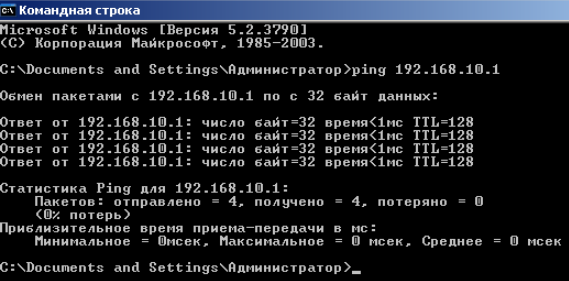 Командная строка
Microsoft Windows [Версия 5.2.3790]
(С) Корпорация Майкрософт, 1985-2003.
C:\Documents and Settings\Администратор>ping 192.168.10.1
Обмен пакетами с 192.168.10.1 по с 32 байт данных:
Ответ от 192.168.10.1: число байт=32 время<1мс TTL=128
Ответ от 192.168.10.1: число байт=32 время<1мс TTL=128
Ответ от 192.168.10.1: число байт=32 время<1мс TTL=128
Ответ от 192.168.10.1: число байт=32 время<1мс TTL=128
Статистика Ping для 192.168.10.1:
Пакетов: отправлено = 4, получено = 4, потеряно = 0
(0% потерь)
Приблизительное время приема-передачи в мс:
Минимальное = 0мсек, Максимальное = 0 мсек, Среднее = 0 мсек
C:\Documents and Settings\Администратор>_